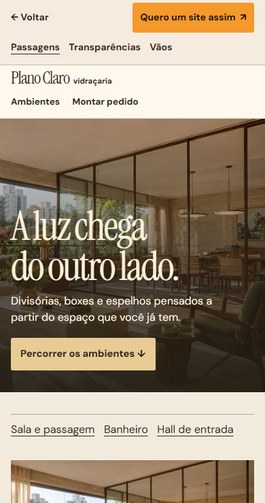 ← Voltar
Quero um site assim ↗
Passagens Transparências Vãos
Plano Claro vidraçaria
Ambientes Montar pedido
A luz chega
do outro lado.
Divisórias, boxes e espelhos pensados a
partir do espaço que você já tem.
Percorrer os ambientes ↓
Sala e passagem Banheiro Hall de entrada